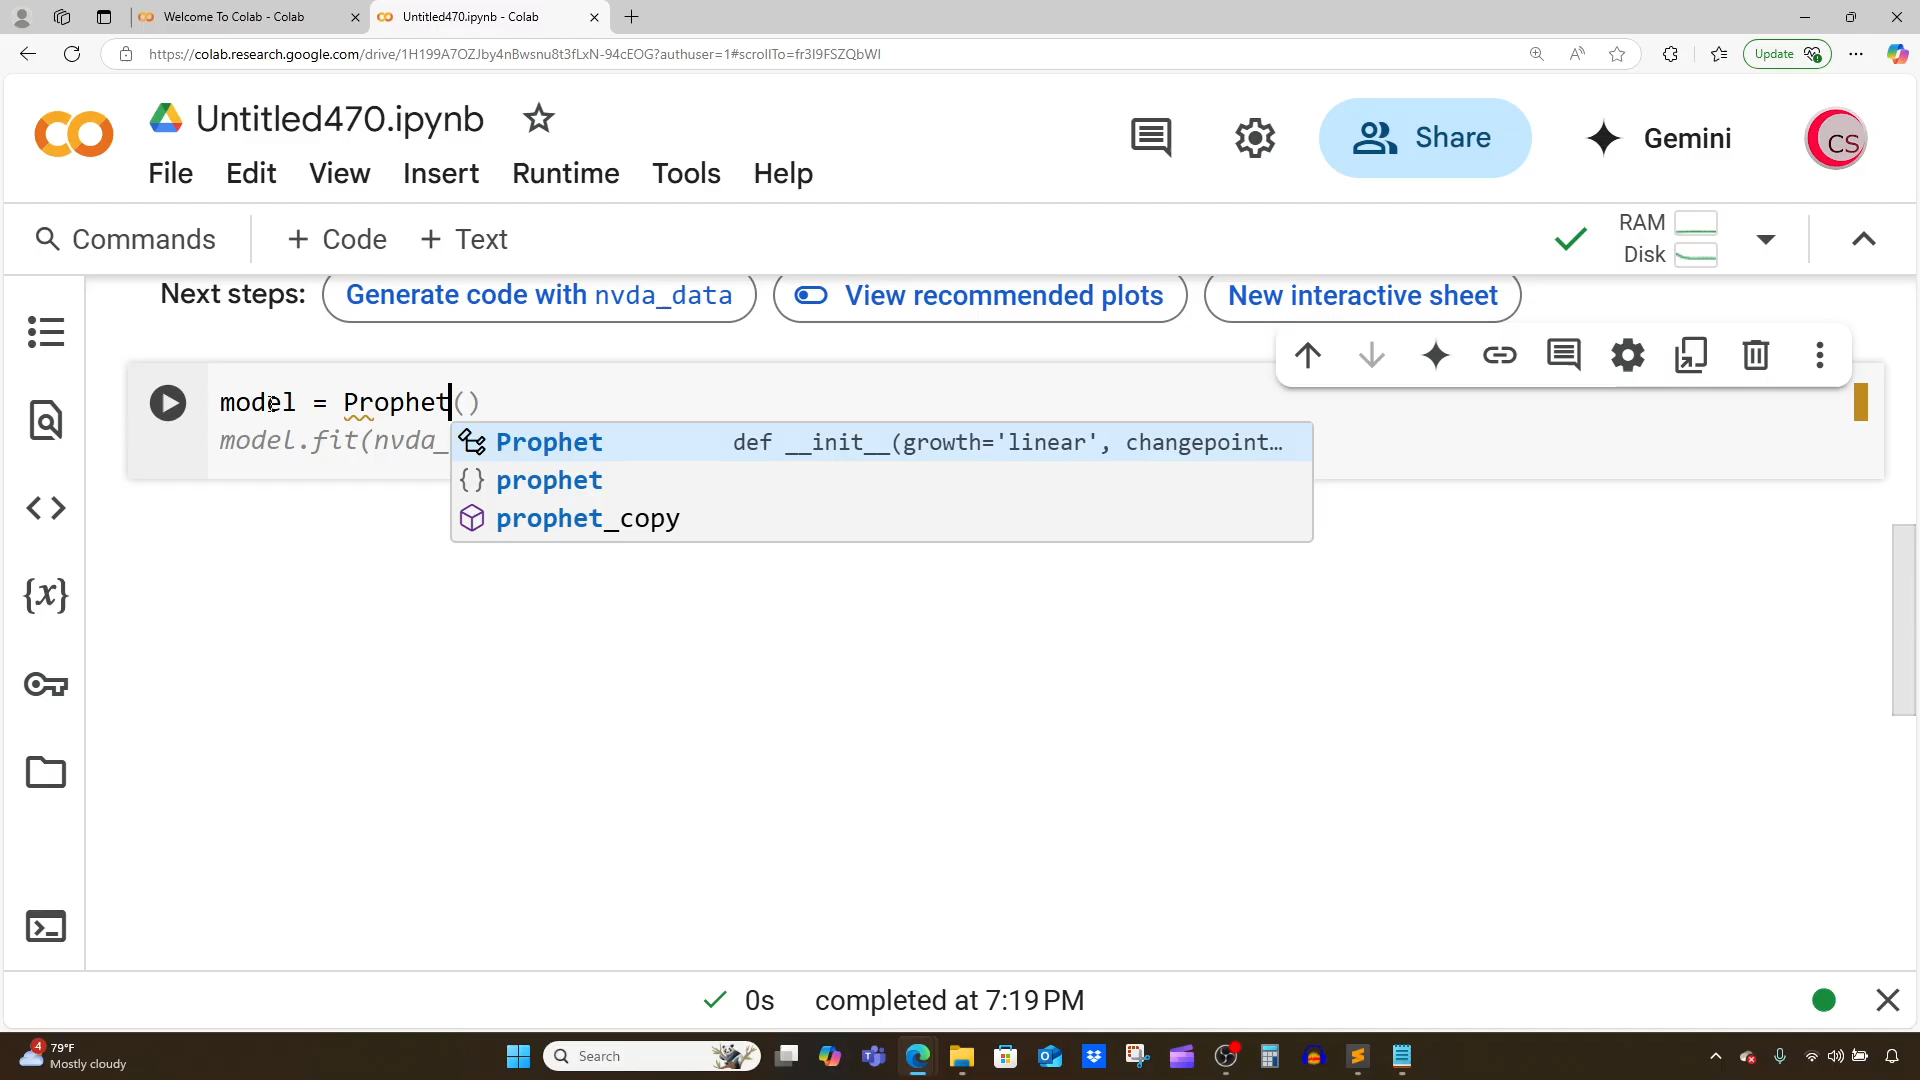 Welcome To Colab - Colab
Untitled470.ipynb - Colab
https://colab.research.google.com/drive/1H199A7OZJby4nBwsnu8t3fLxN-94cEOG?authuser=1#scrollTo=fr3I9FSZQbWI
Update
Untitled470.ipynb
Share
Gemini
CS
File Edit View Insert Runtime Tools Help
Commands
+ Code + Text
RAM
Disk
Next steps:
Generate code with nvda_data
View recommended plots
New interactive sheet
model = Prophet()
model.fit(nvda_
Prophet def __init__(growth='linear', changepoint…
{} prophet
prophet_copy
{x}
0s completed at 7:19 PM
4
79°F
Mostly cloudy
Search